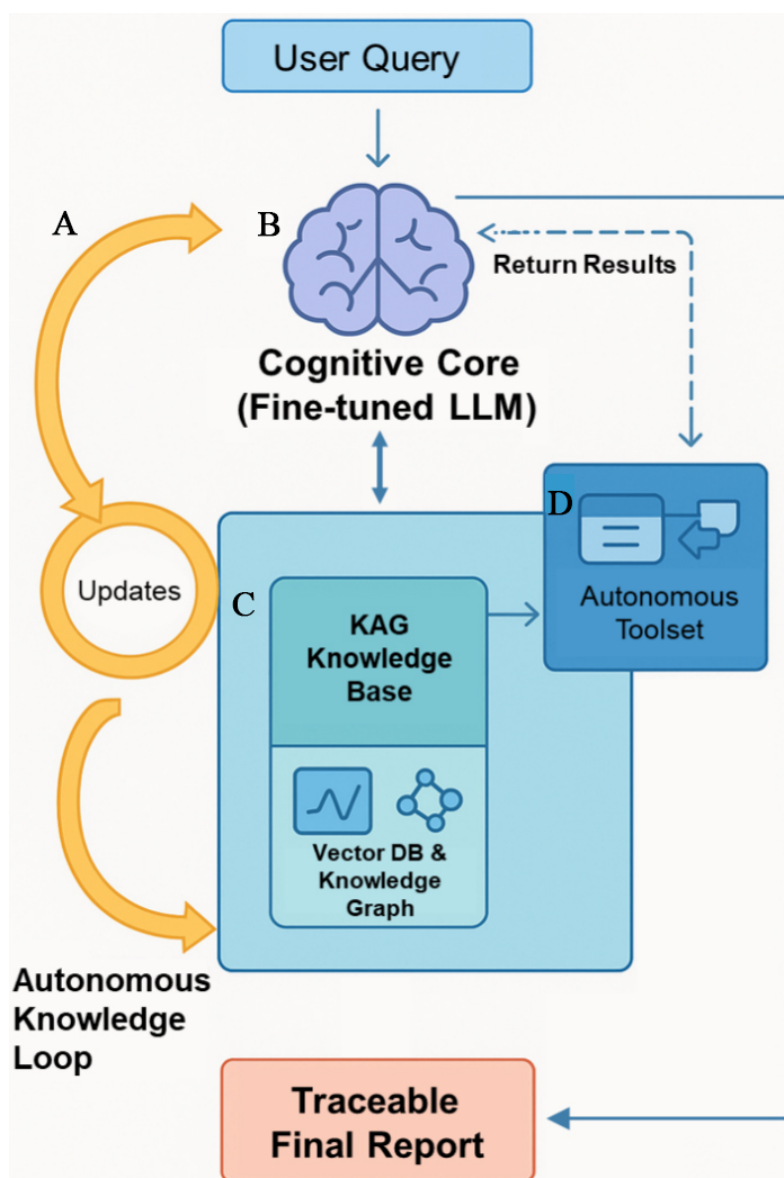 User Query
A
B
Return Results
Cognitive Core
(Fine-tuned LLM)
D
Autonomous
Toolset
Updates
C
KAG
Knowledge
Base
Vector DB &
Knowledge
Graph
Autonomous
Knowledge
Loop
Traceable
Final Report